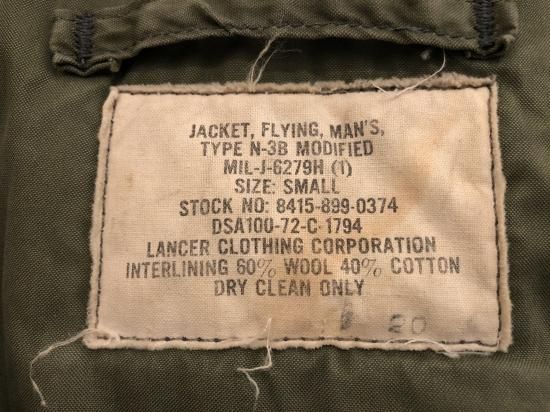 JACKET, FLYING, MAN'S,
TYPE N-3B MODIFIED
MIL-J-6279H (1)
SIZE: SMALL
STOCK NO: 8415-899-0374
DSA100-72-C-1794
LANCER CLOTHING CORPORATION
INTERLINING 60% WOOL 40% COTTON
DRY CLEAN ONLY
20